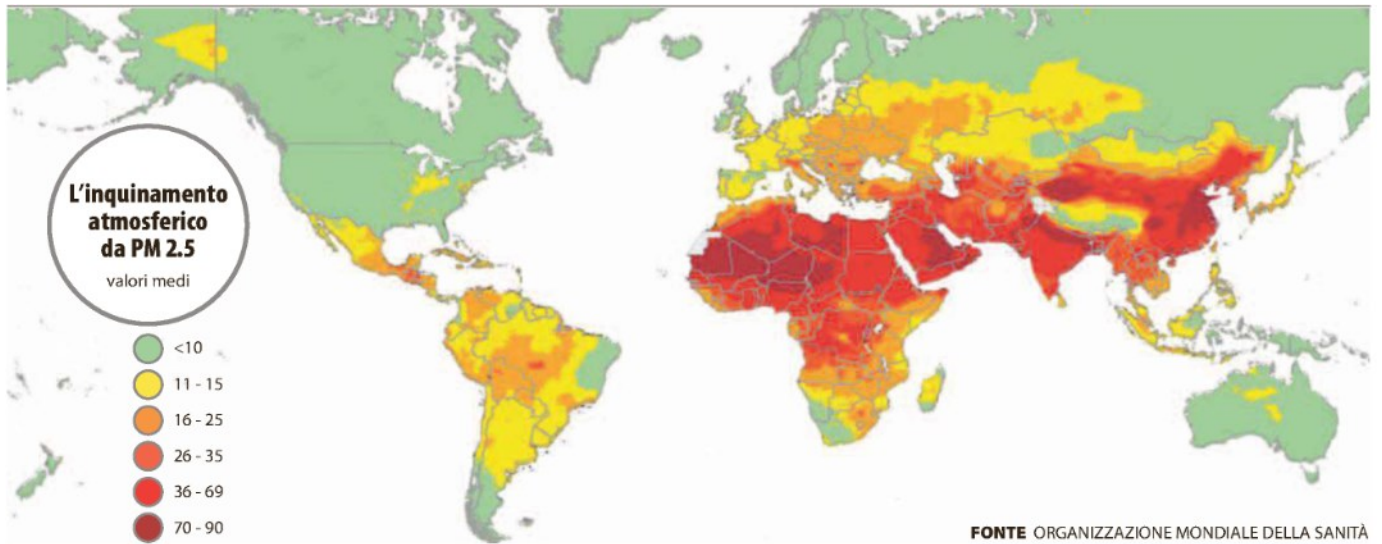 L'inquinamento
atmosferico
da PM 2.5
valori medi
<10
11 - 15
16 - 25
26 - 35
36 - 69
70 - 90
FONTE ORGANIZZAZIONE MONDIALE DELLA SANITÀ